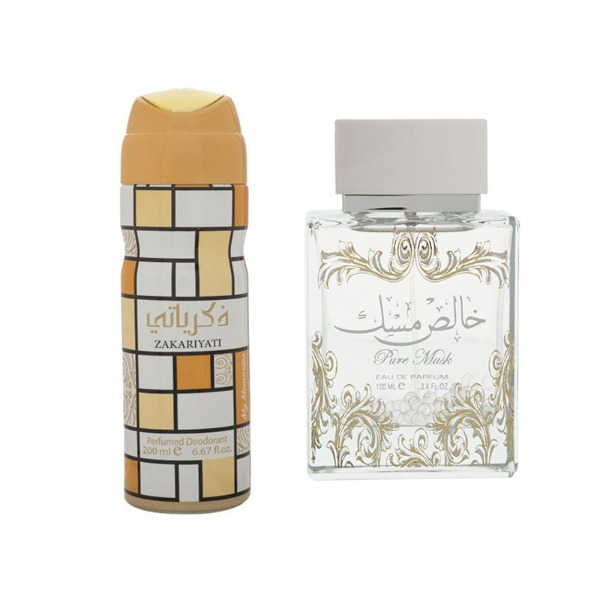 ذكرياتي
ZAKARIYATI
My Memories
Perfumed Deodorant
200 ml e 6.67 fl.oz.
خالص مسك
Pure Musk
EAU DE PARFUM
100 ML e 3.4 FL.OZ